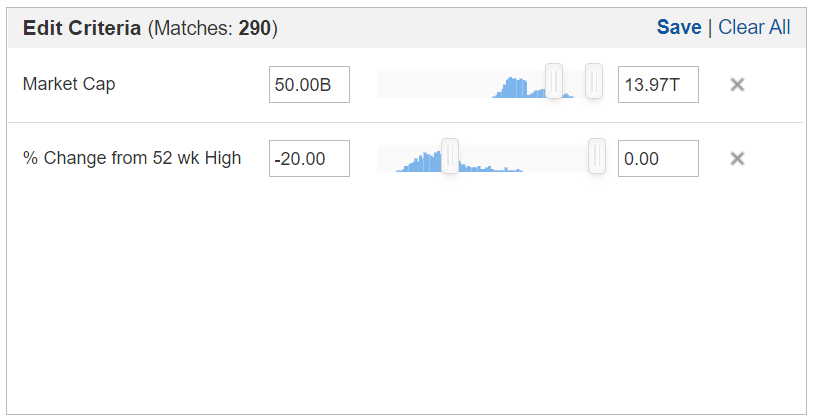 Edit Criteria (Matches: 290) Save | Clear All
Market Cap 50.00B 13.97T
% Change from 52 wk High -20.00 0.00